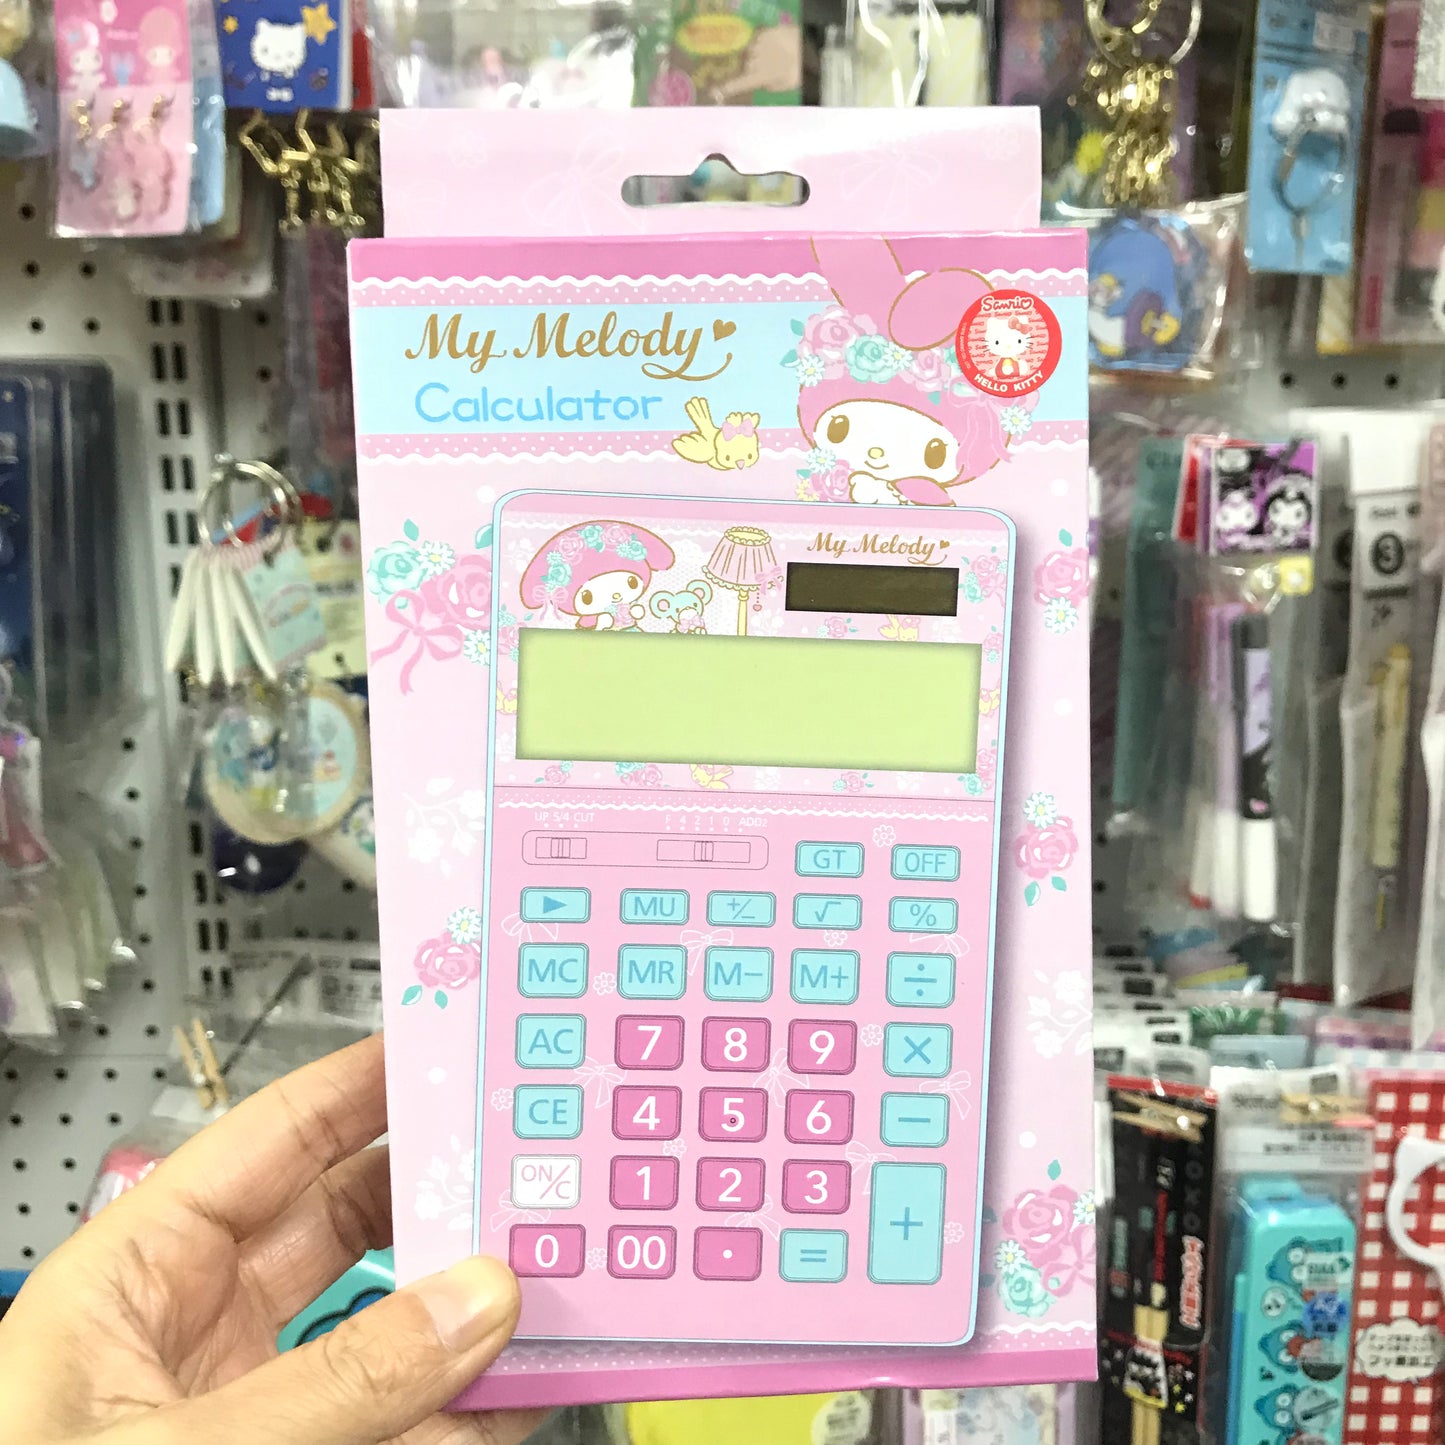 My Melody
Calculator
Sanrio
HELLO KITTY
My Melody
UP 5/4 CUT
F 4 2 1 0 ADD2
GT OFF
▶ MU +/− √ %
MC MR M− M+ ÷
AC 7 8 9 ×
CE 4 5 6 −
ON/C 1 2 3 +
0 00 · =
3